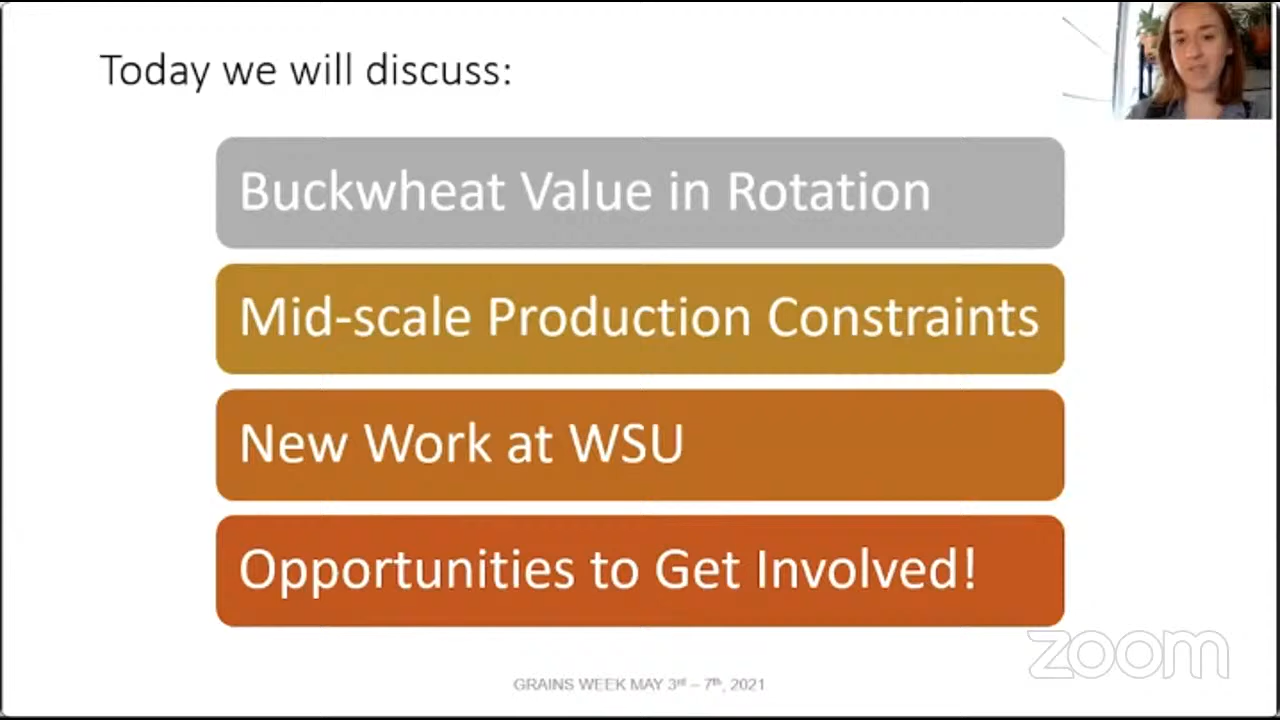 Today we will discuss:
Buckwheat Value in Rotation
Mid-scale Production Constraints
New Work at WSU
Opportunities to Get Involved!
zoom
GRAINS WEEK MAY 3rd – 7th, 2021